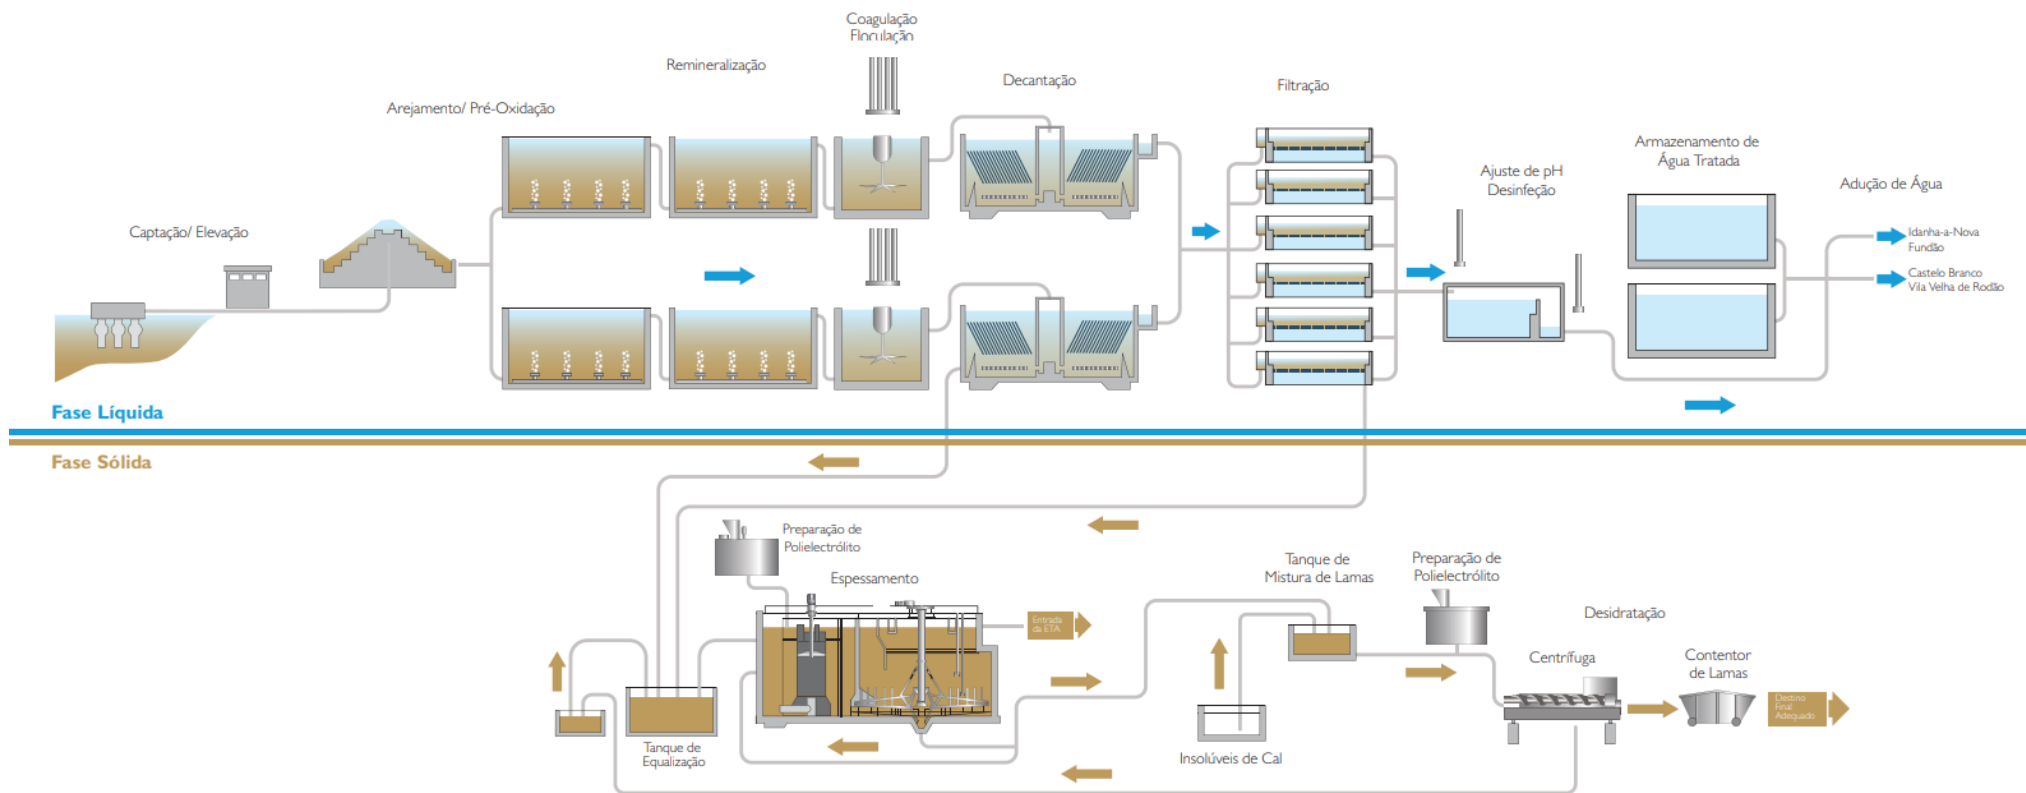 Coagulação
Floculação
Remineralização
Decantação
Filtração
Arejamento/ Pré-Oxidação
Armazenamento de
Água Tratada
Ajuste de pH
Desinfeção
Adução de Água
Captação/ Elevação
Idanha-a-Nova
Fundão
Castelo Branco
Vila Velha de Rodão
Fase Líquida
Fase Sólida
Preparação de
Polielectrólito
Espessamento
Entrada
da ETA
Tanque de
Mistura de Lamas
Preparação de
Polielectrólito
Desidratação
Centrífuga
Contentor
de Lamas
Destino
Final
Adequado
Tanque de
Equalização
Insolúveis de Cal